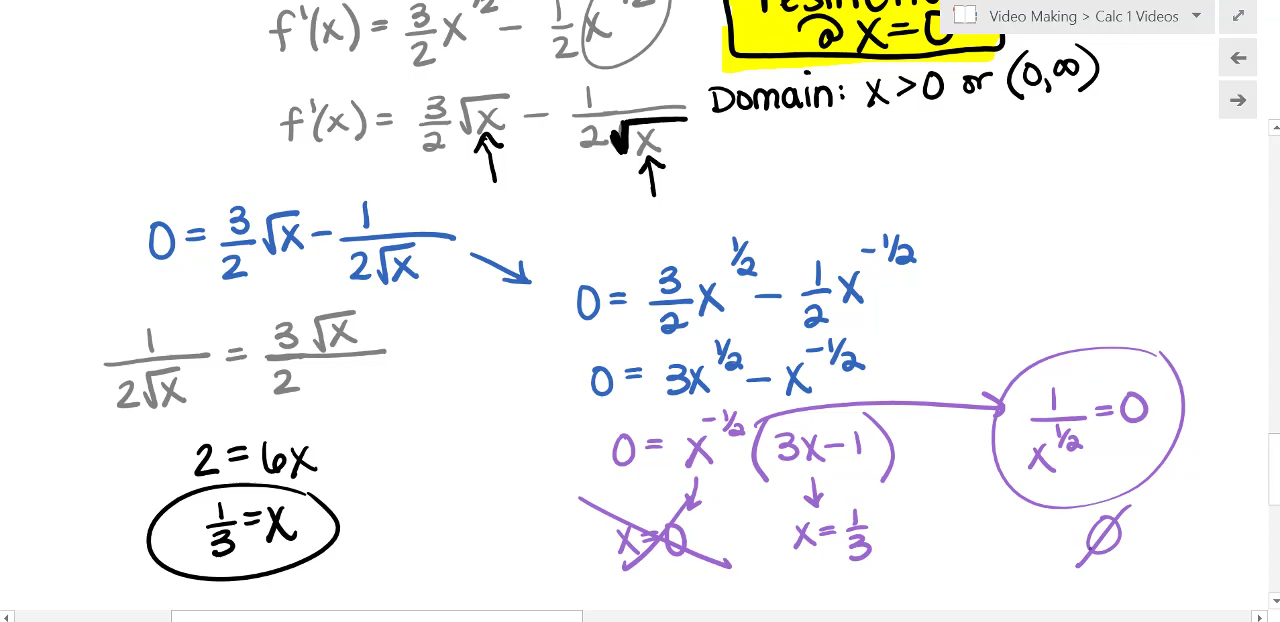 f'(x) = 3/2 x^1/2 - 1/2 x
@ x=0
Video Making > Calc 1 Videos
Domain: x > 0 or (0,∞)
f'(x) = 3/2 √x - 1/(2√x)
0 = 3/2 √x - 1/(2√x)
1/(2√x) = 3√x/2
2 = 6x
1/3 = x
0 = 3/2 x^1/2 - 1/2 x^-1/2
0 = 3x^1/2 - x^-1/2
0 = x^-1/2 (3x-1)
x=0
x = 1/3
1/x^1/2 = 0
∅